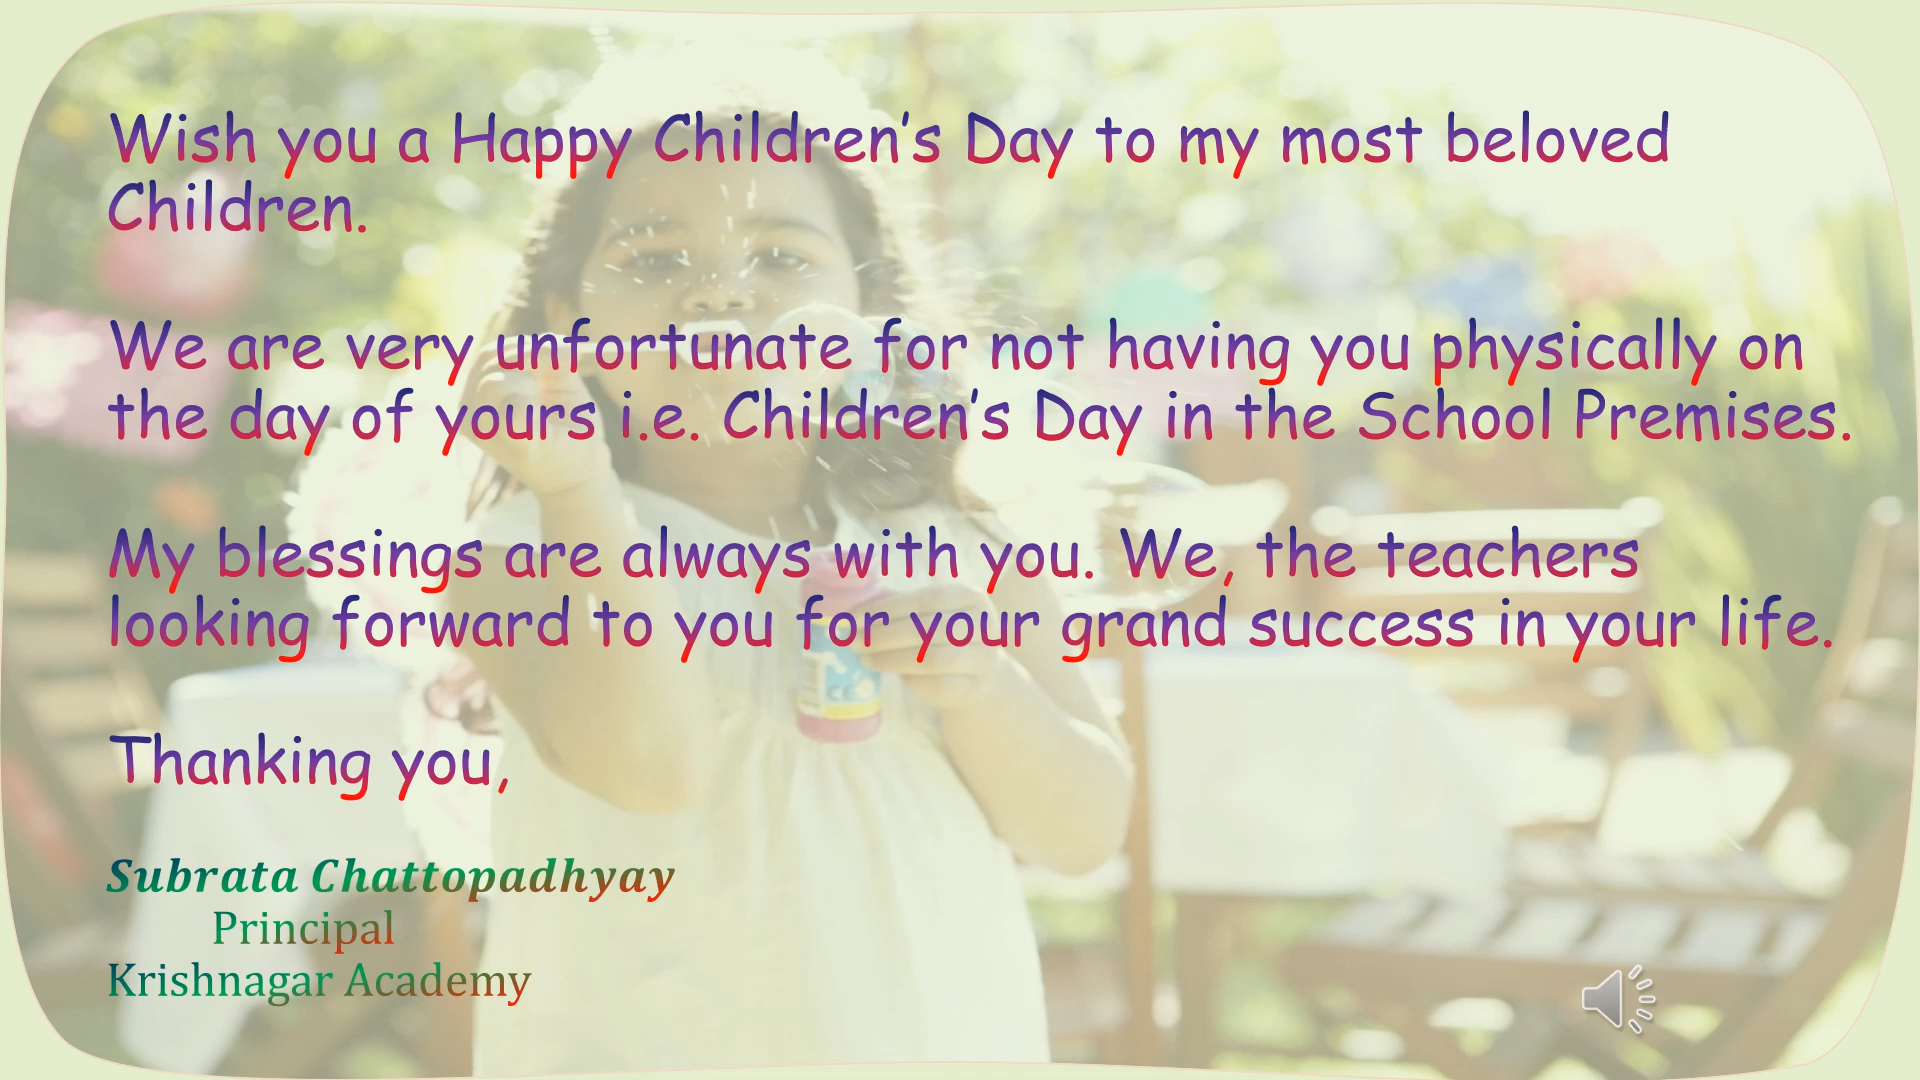 Wish you a Happy Children’s Day to my most beloved
Children.
We are very unfortunate for not having you physically on
the day of yours i.e. Children’s Day in the School Premises.
My blessings are always with you. We, the teachers
looking forward to you for your grand success in your life.
Thanking you,
Subrata Chattopadhyay
Principal
Krishnagar Academy